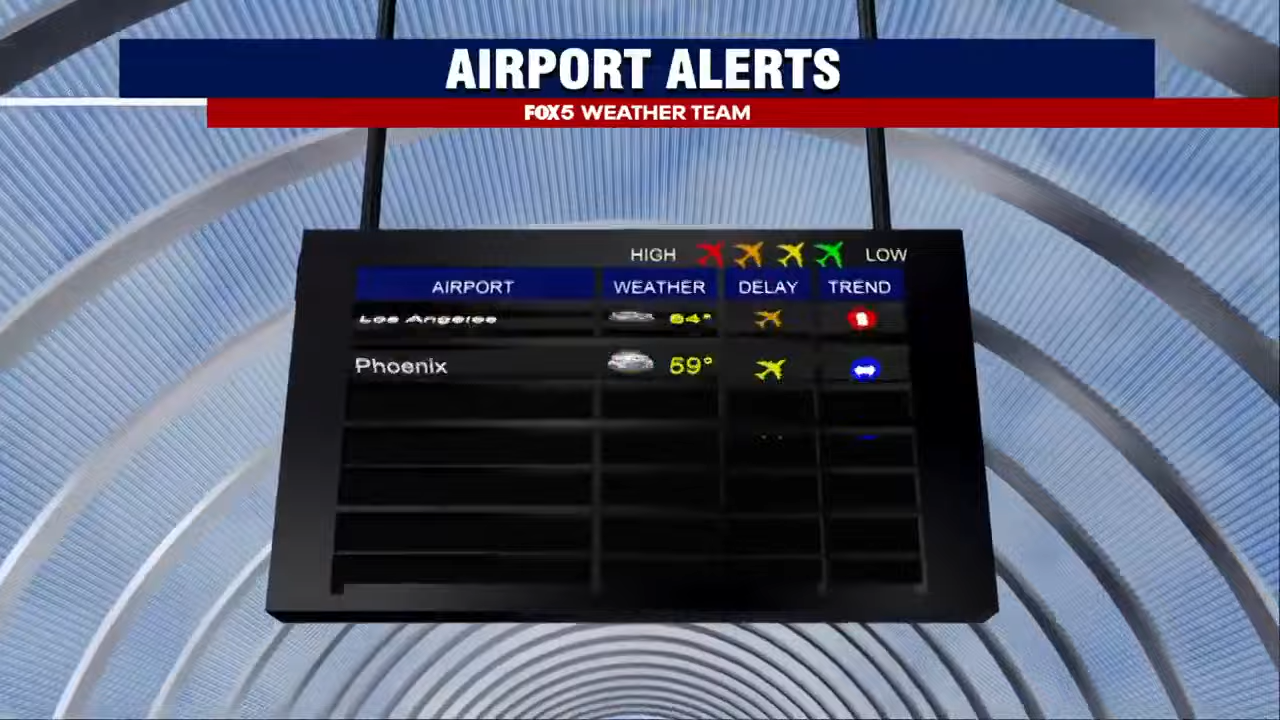 AIRPORT ALERTS
FOX5 WEATHER TEAM
HIGH LOW
AIRPORT WEATHER DELAY TREND
Los Angeles
Phoenix 59°